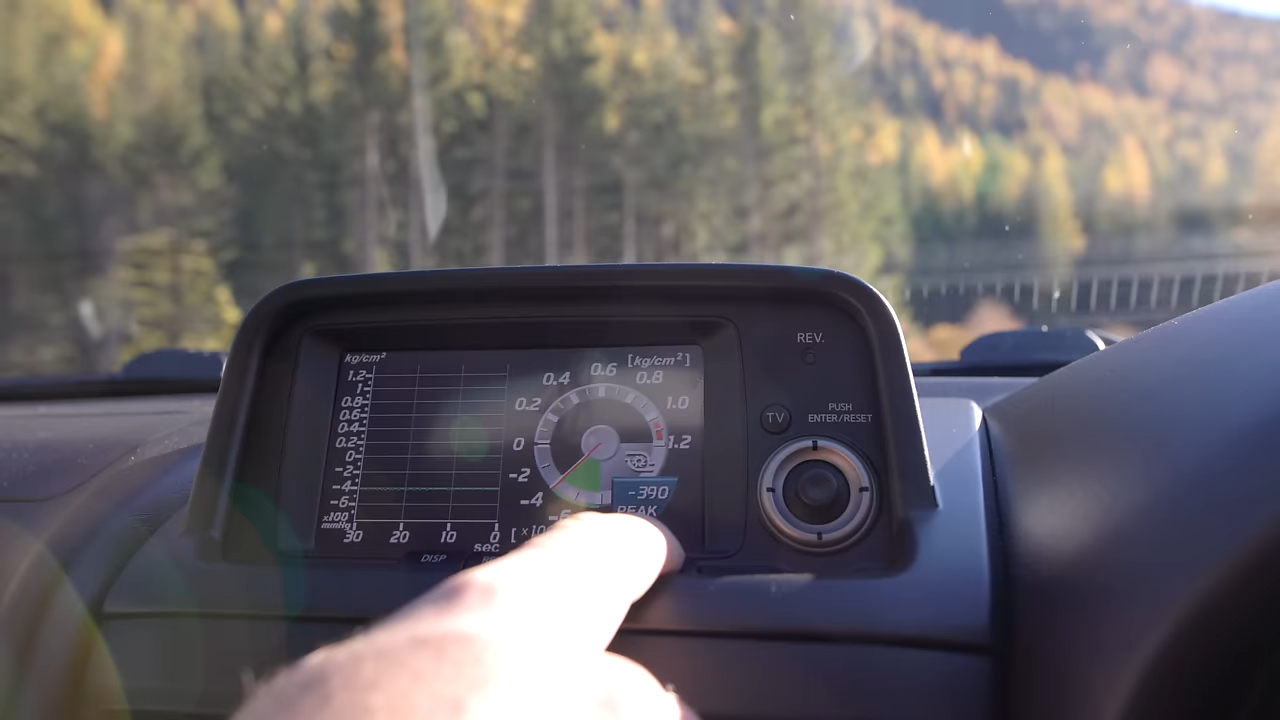 kg/cm²
1.2
1
0.8
0.6
0.4
0.2
0
-2
-4
-6
x100
mmHg
30 20 10 0
sec
[kg/cm²]
0.6
0.4 0.8
0.2 1.0
0 1.2
-2
-4
-6
-390
PEAK
[x10
DISP
REV.
TV
PUSH
ENTER/RESET